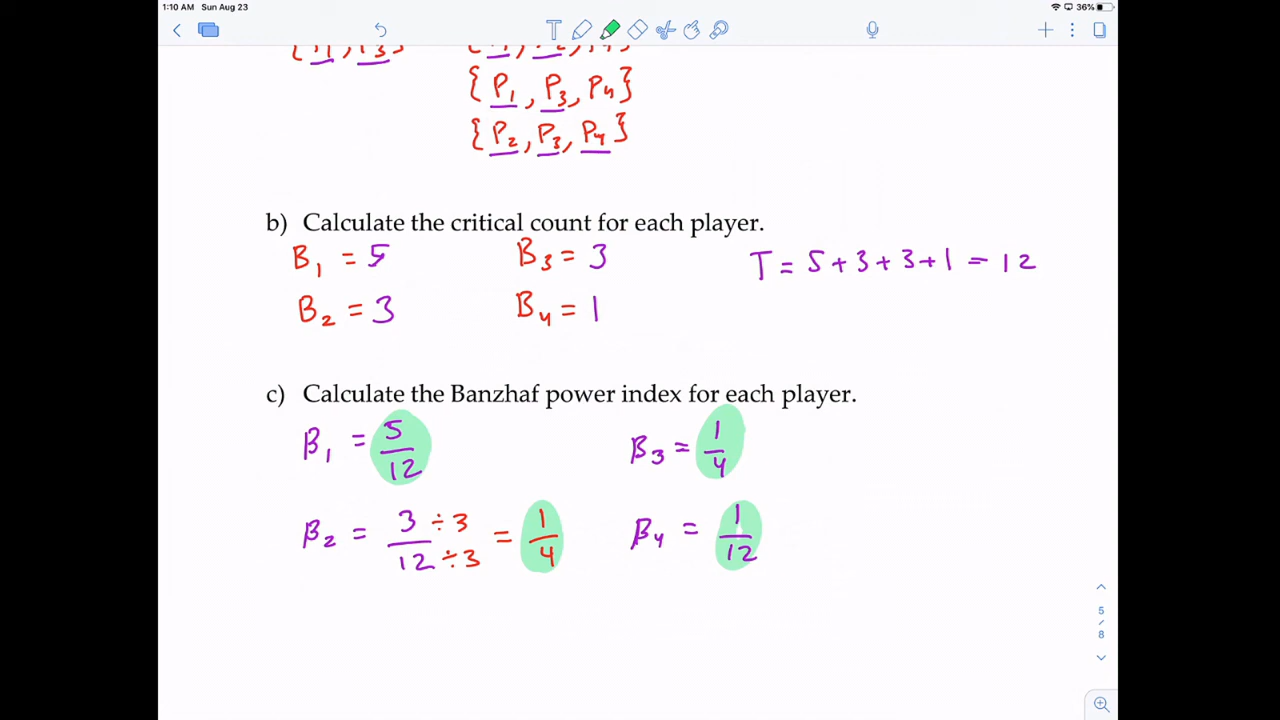 1:10 AM Sun Aug 23
36%
{P1, P3, P4}
{P2, P3, P4}
b) Calculate the critical count for each player.
B1 = 5 B3 = 3 T = 5 + 3 + 3 + 1 = 12
B2 = 3 B4 = 1
c) Calculate the Banzhaf power index for each player.
β1 = 5/12 β3 = 1/4
β2 = 3 ÷ 3 / 12 ÷ 3 = 1/4 β4 = 1/12
5
/
8